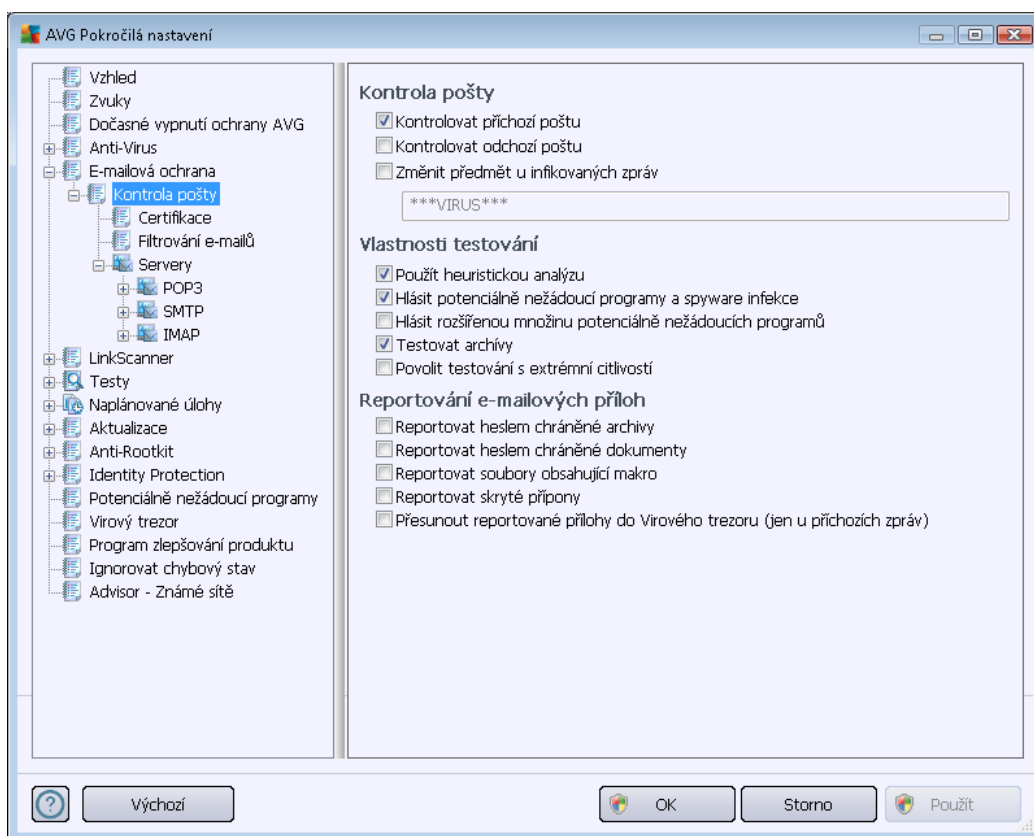 AVG Pokročilá nastavení
Vzhled
Zvuky
Dočasné vypnutí ochrany AVG
Anti-Virus
E-mailová ochrana
Kontrola pošty
Certifikace
Filtrování e-mailů
Servery
POP3
SMTP
IMAP
LinkScanner
Testy
Naplánované úlohy
Aktualizace
Anti-Rootkit
Identity Protection
Potenciálně nežádoucí programy
Virový trezor
Program zlepšování produktu
Ignorovat chybový stav
Advisor - Známé sítě
Kontrola pošty
Kontrolovat příchozí poštu
Kontrolovat odchozí poštu
Změnit předmět u infikovaných zpráv
***VIRUS***
Vlastnosti testování
Použít heuristickou analýzu
Hlásit potenciálně nežádoucí programy a spyware infekce
Hlásit rozšířenou množinu potenciálně nežádoucích programů
Testovat archívy
Povolit testování s extrémní citlivostí
Reportování e-mailových příloh
Reportovat heslem chráněné archivy
Reportovat heslem chráněné dokumenty
Reportovat soubory obsahující makro
Reportovat skryté přípony
Přesunout reportované přílohy do Virového trezoru (jen u příchozích zpráv)
Výchozí
OK
Storno
Použít